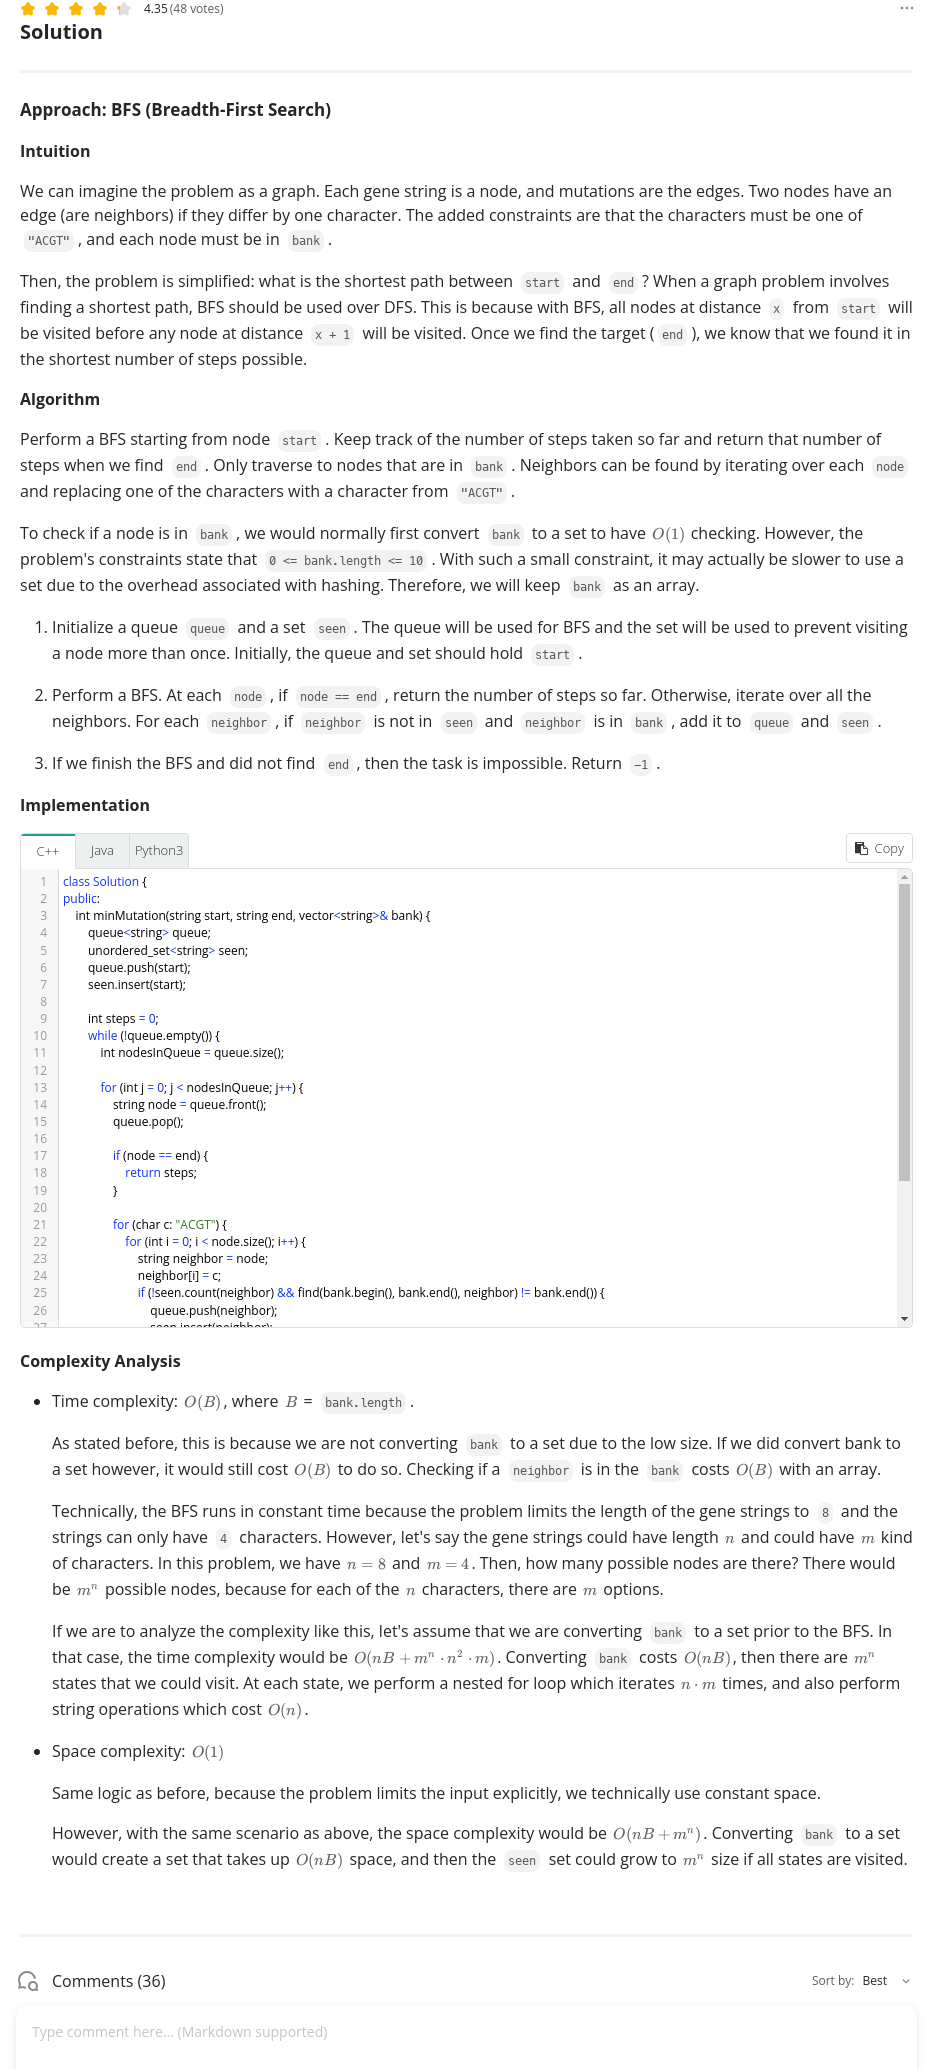 4.35 (48 votes)
Solution
Approach: BFS (Breadth-First Search)
Intuition
We can imagine the problem as a graph. Each gene string is a node, and mutations are the edges. Two nodes have an
edge (are neighbors) if they differ by one character. The added constraints are that the characters must be one of
"ACGT" , and each node must be in bank .
Then, the problem is simplified: what is the shortest path between start and end ? When a graph problem involves
finding a shortest path, BFS should be used over DFS. This is because with BFS, all nodes at distance x from start will
be visited before any node at distance x + 1 will be visited. Once we find the target ( end ), we know that we found it in
the shortest number of steps possible.
Algorithm
Perform a BFS starting from node start . Keep track of the number of steps taken so far and return that number of
steps when we find end . Only traverse to nodes that are in bank . Neighbors can be found by iterating over each node
and replacing one of the characters with a character from "ACGT" .
To check if a node is in bank , we would normally first convert bank to a set to have O(1) checking. However, the
problem's constraints state that 0 <= bank.length <= 10 . With such a small constraint, it may actually be slower to use a
set due to the overhead associated with hashing. Therefore, we will keep bank as an array.
1. Initialize a queue queue and a set seen . The queue will be used for BFS and the set will be used to prevent visiting
a node more than once. Initially, the queue and set should hold start .
2. Perform a BFS. At each node , if node == end , return the number of steps so far. Otherwise, iterate over all the
neighbors. For each neighbor , if neighbor is not in seen and neighbor is in bank , add it to queue and seen .
3. If we finish the BFS and did not find end , then the task is impossible. Return −1 .
Implementation
C++ Java Python3 Copy
1 class Solution {
2 public:
3 int minMutation(string start, string end, vector<string>& bank) {
4 queue<string> queue;
5 unordered_set<string> seen;
6 queue.push(start);
7 seen.insert(start);
8
9 int steps = 0;
10 while (!queue.empty()) {
11 int nodesInQueue = queue.size();
12
13 for (int j = 0; j < nodesInQueue; j++) {
14 string node = queue.front();
15 queue.pop();
16
17 if (node == end) {
18 return steps;
19 }
20
21 for (char c: "ACGT") {
22 for (int i = 0; i < node.size(); i++) {
23 string neighbor = node;
24 neighbor[i] = c;
25 if (!seen.count(neighbor) && find(bank.begin(), bank.end(), neighbor) != bank.end()) {
26 queue.push(neighbor);
27 seen.insert(neighbor);
Complexity Analysis
• Time complexity: O(B), where B = bank.length .
As stated before, this is because we are not converting bank to a set due to the low size. If we did convert bank to
a set however, it would still cost O(B) to do so. Checking if a neighbor is in the bank costs O(B) with an array.
Technically, the BFS runs in constant time because the problem limits the length of the gene strings to 8 and the
strings can only have 4 characters. However, let's say the gene strings could have length n and could have m kind
of characters. In this problem, we have n = 8 and m = 4. Then, how many possible nodes are there? There would
be mⁿ possible nodes, because for each of the n characters, there are m options.
If we are to analyze the complexity like this, let's assume that we are converting bank to a set prior to the BFS. In
that case, the time complexity would be O(nB + mⁿ · n² · m). Converting bank costs O(nB), then there are mⁿ
states that we could visit. At each state, we perform a nested for loop which iterates n · m times, and also perform
string operations which cost O(n).
• Space complexity: O(1)
Same logic as before, because the problem limits the input explicitly, we technically use constant space.
However, with the same scenario as above, the space complexity would be O(nB + mⁿ). Converting bank to a set
would create a set that takes up O(nB) space, and then the seen set could grow to mⁿ size if all states are visited.
Comments (36) Sort by: Best
Type comment here... (Markdown supported)